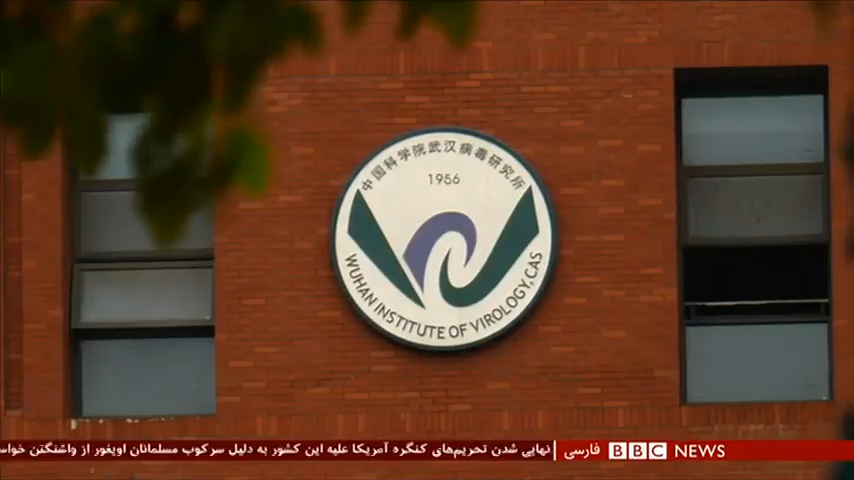 中国科学院武汉病毒研究所
1956
WUHAN INSTITUTE OF VIROLOGY, CAS
نهایی شدن تحریم‌های کنگره آمریکا علیه این کشور به دلیل سرکوب مسلمانان اویغور از واشنگتن خواس
BBC NEWS فارسی